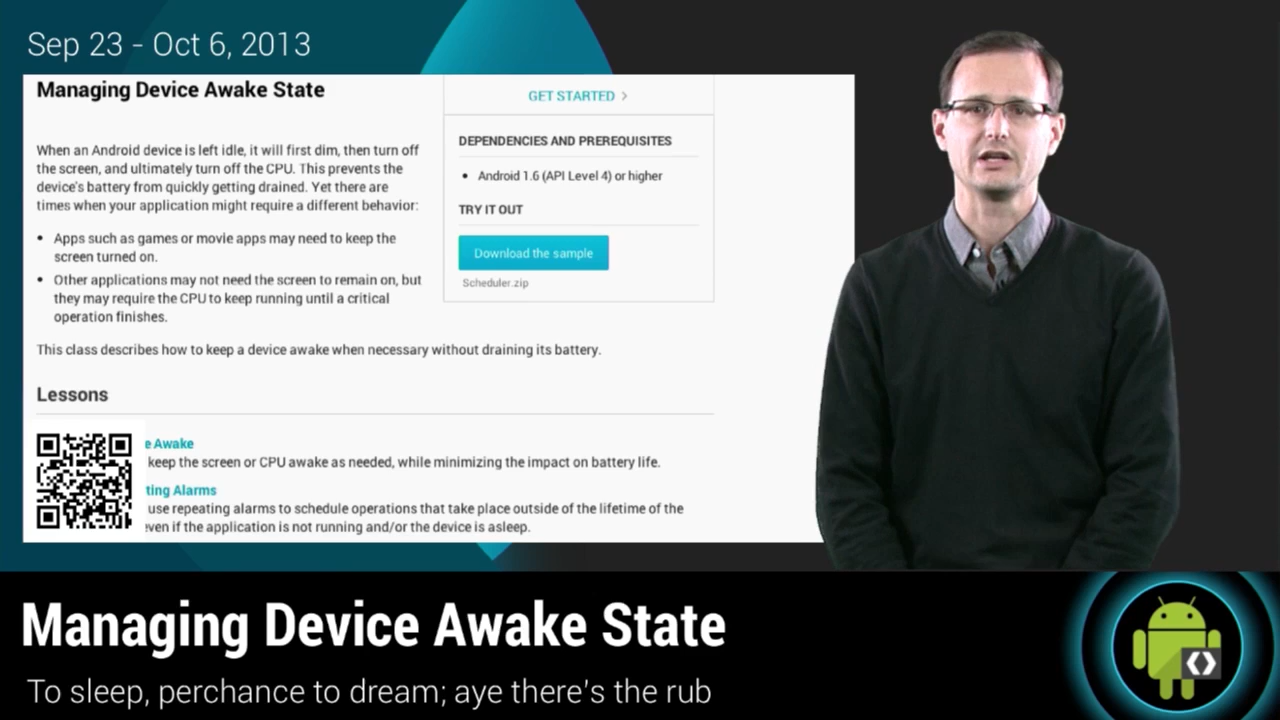 Sep 23 - Oct 6, 2013
Managing Device Awake State
When an Android device is left idle, it will first dim, then turn off
the screen, and ultimately turn off the CPU. This prevents the
device's battery from quickly getting drained. Yet there are
times when your application might require a different behavior:
• Apps such as games or movie apps may need to keep the
screen turned on.
• Other applications may not need the screen to remain on, but
they may require the CPU to keep running until a critical
operation finishes.
GET STARTED >
DEPENDENCIES AND PREREQUISITES
• Android 1.6 (API Level 4) or higher
TRY IT OUT
Download the sample
Scheduler.zip
This class describes how to keep a device awake when necessary without draining its battery.
Lessons
e Awake
keep the screen or CPU awake as needed, while minimizing the impact on battery life.
ting Alarms
use repeating alarms to schedule operations that take place outside of the lifetime of the
even if the application is not running and/or the device is asleep.
Managing Device Awake State
To sleep, perchance to dream; aye there's the rub